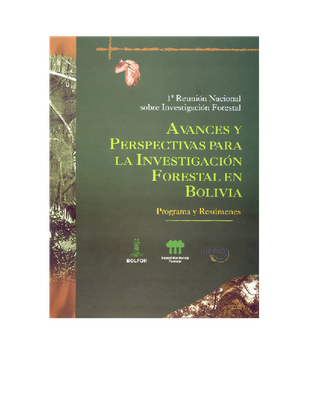 1ª Reunión Nacional
sobre Investigación Forestal
AVANCES Y
PERSPECTIVAS PARA
LA INVESTIGACIÓN
FORESTAL EN
BOLIVIA
Programa y Resúmenes
BOLFOR